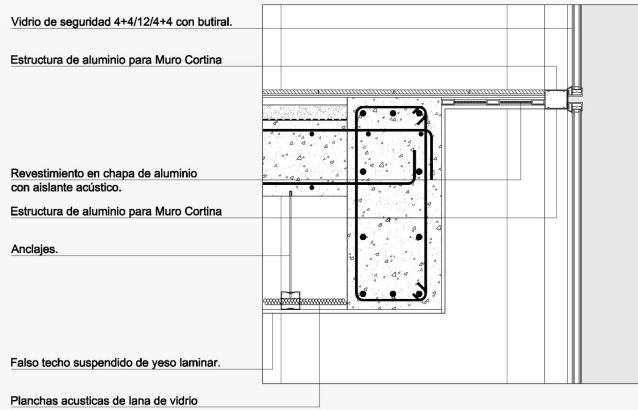 Vidrio de seguridad 4+4/12/4+4 con butiral.
Estructura de aluminio para Muro Cortina
Revestimiento en chapa de aluminio
con aislante acústico.
Estructura de aluminio para Muro Cortina
Anclajes.
Falso techo suspendido de yeso laminar.
Planchas acusticas de lana de vidrio